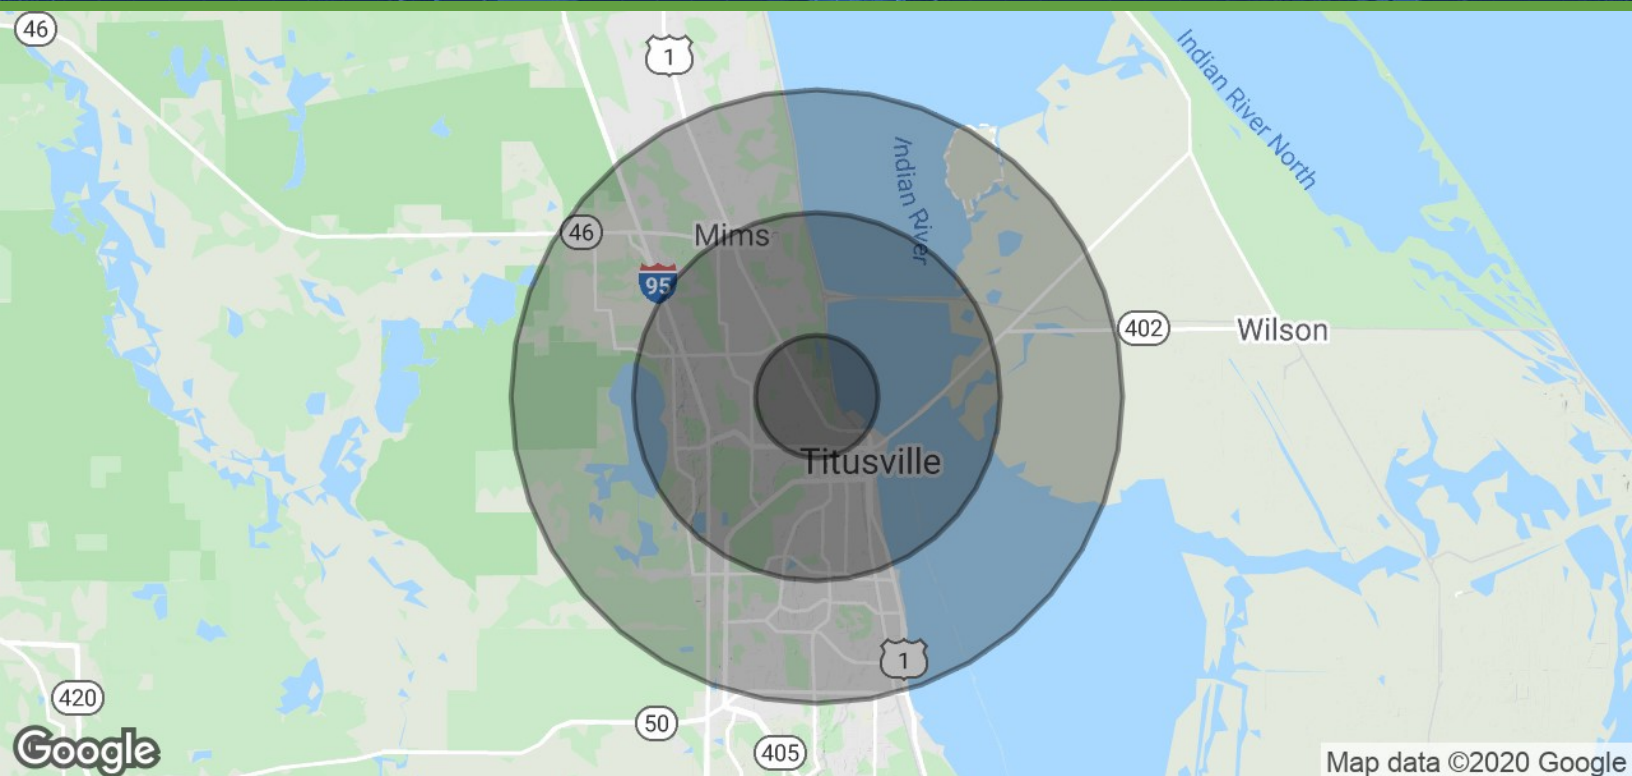 46
1
Indian River North
Indian River
46
Mims
95
402
Wilson
Titusville
1
420
50
405
Google
Map data ©2020 Google